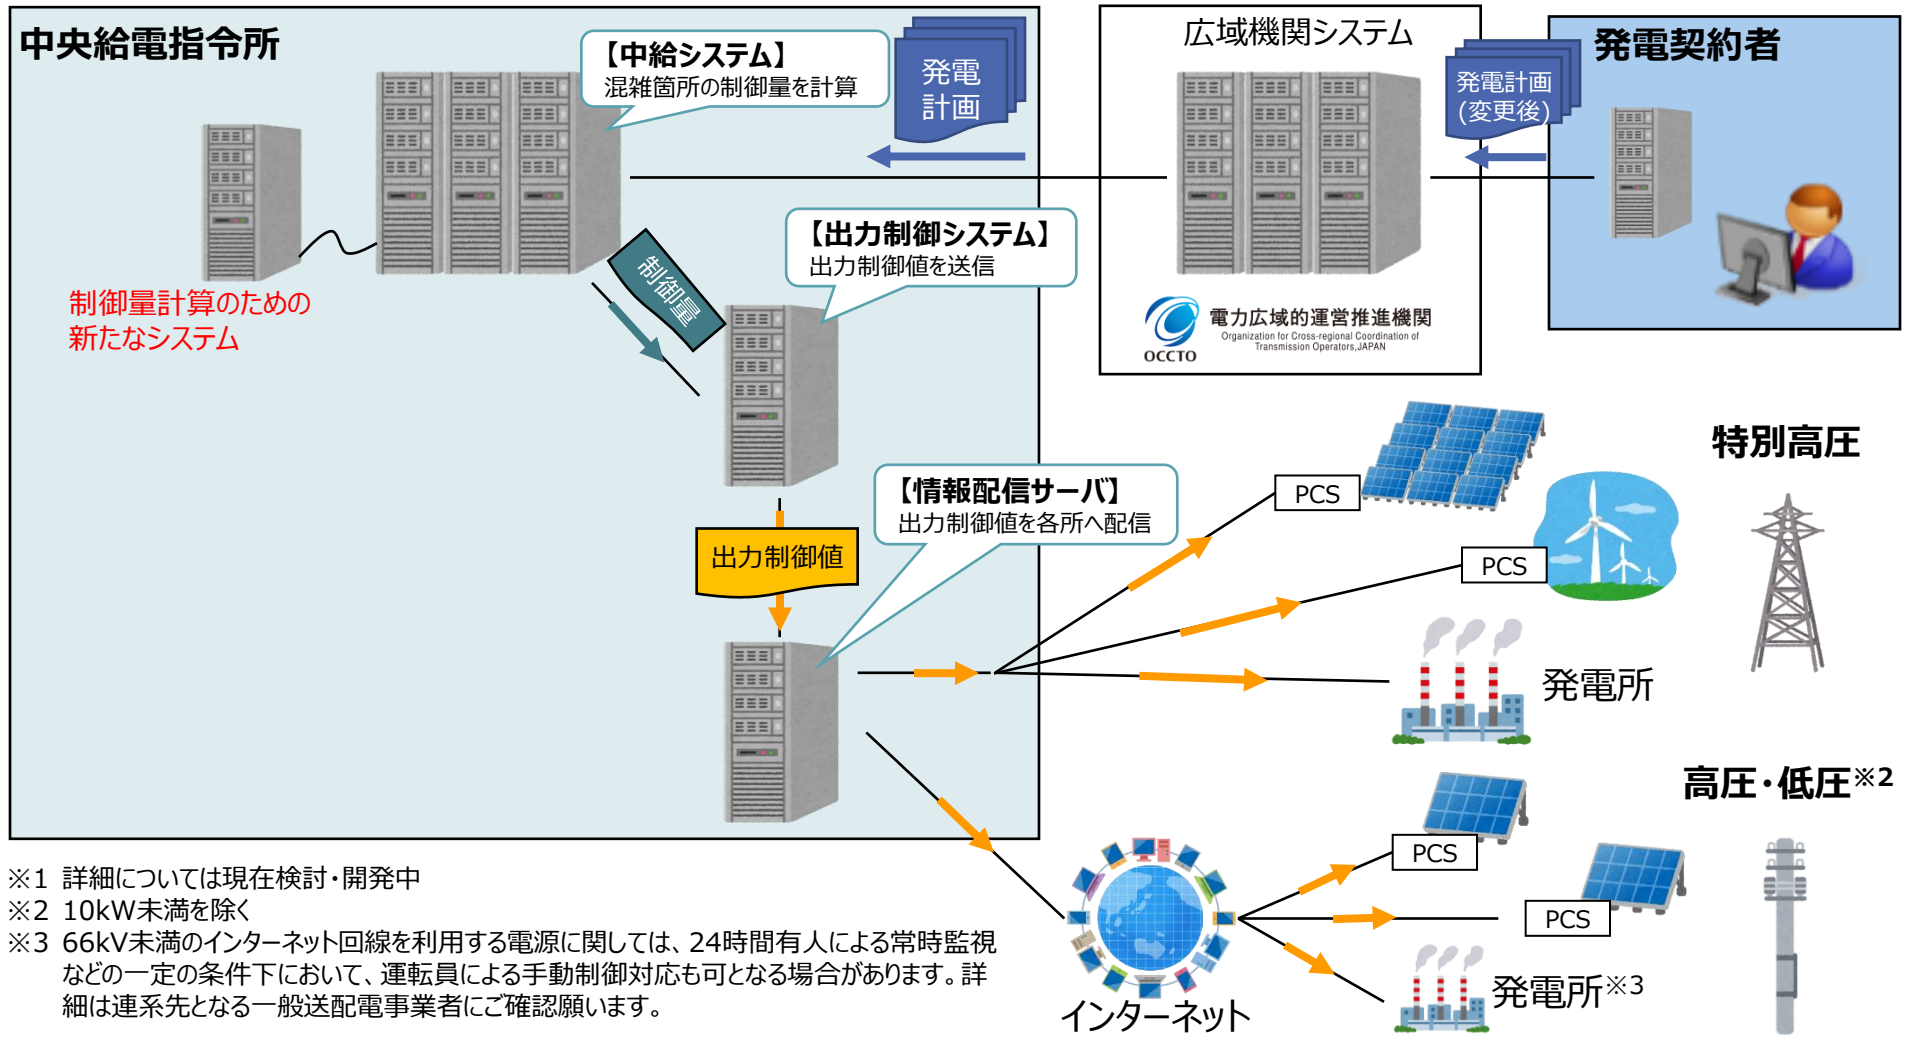 中央給電指令所
【中給システム】
混雑箇所の制御量を計算
発電
計画
広域機関システム
発電計画
(変更後)
発電契約者
制御量計算のための
新たなシステム
制御量
【出力制御システム】
出力制御値を送信
OCCTO
電力広域的運営推進機関
Organization for Cross-regional Coordination of
Transmission Operators,JAPAN
出力制御値
【情報配信サーバ】
出力制御値を各所へ配信
PCS
特別高圧
PCS
発電所
高圧・低圧※2
PCS
PCS
発電所※3
インターネット
※1 詳細については現在検討・開発中
※2 10kW未満を除く
※3 66kV未満のインターネット回線を利用する電源に関しては、24時間有人による常時監視
などの一定の条件下において、運転員による手動制御対応も可となる場合があります。詳
細は連系先となる一般送配電事業者にご確認願います。